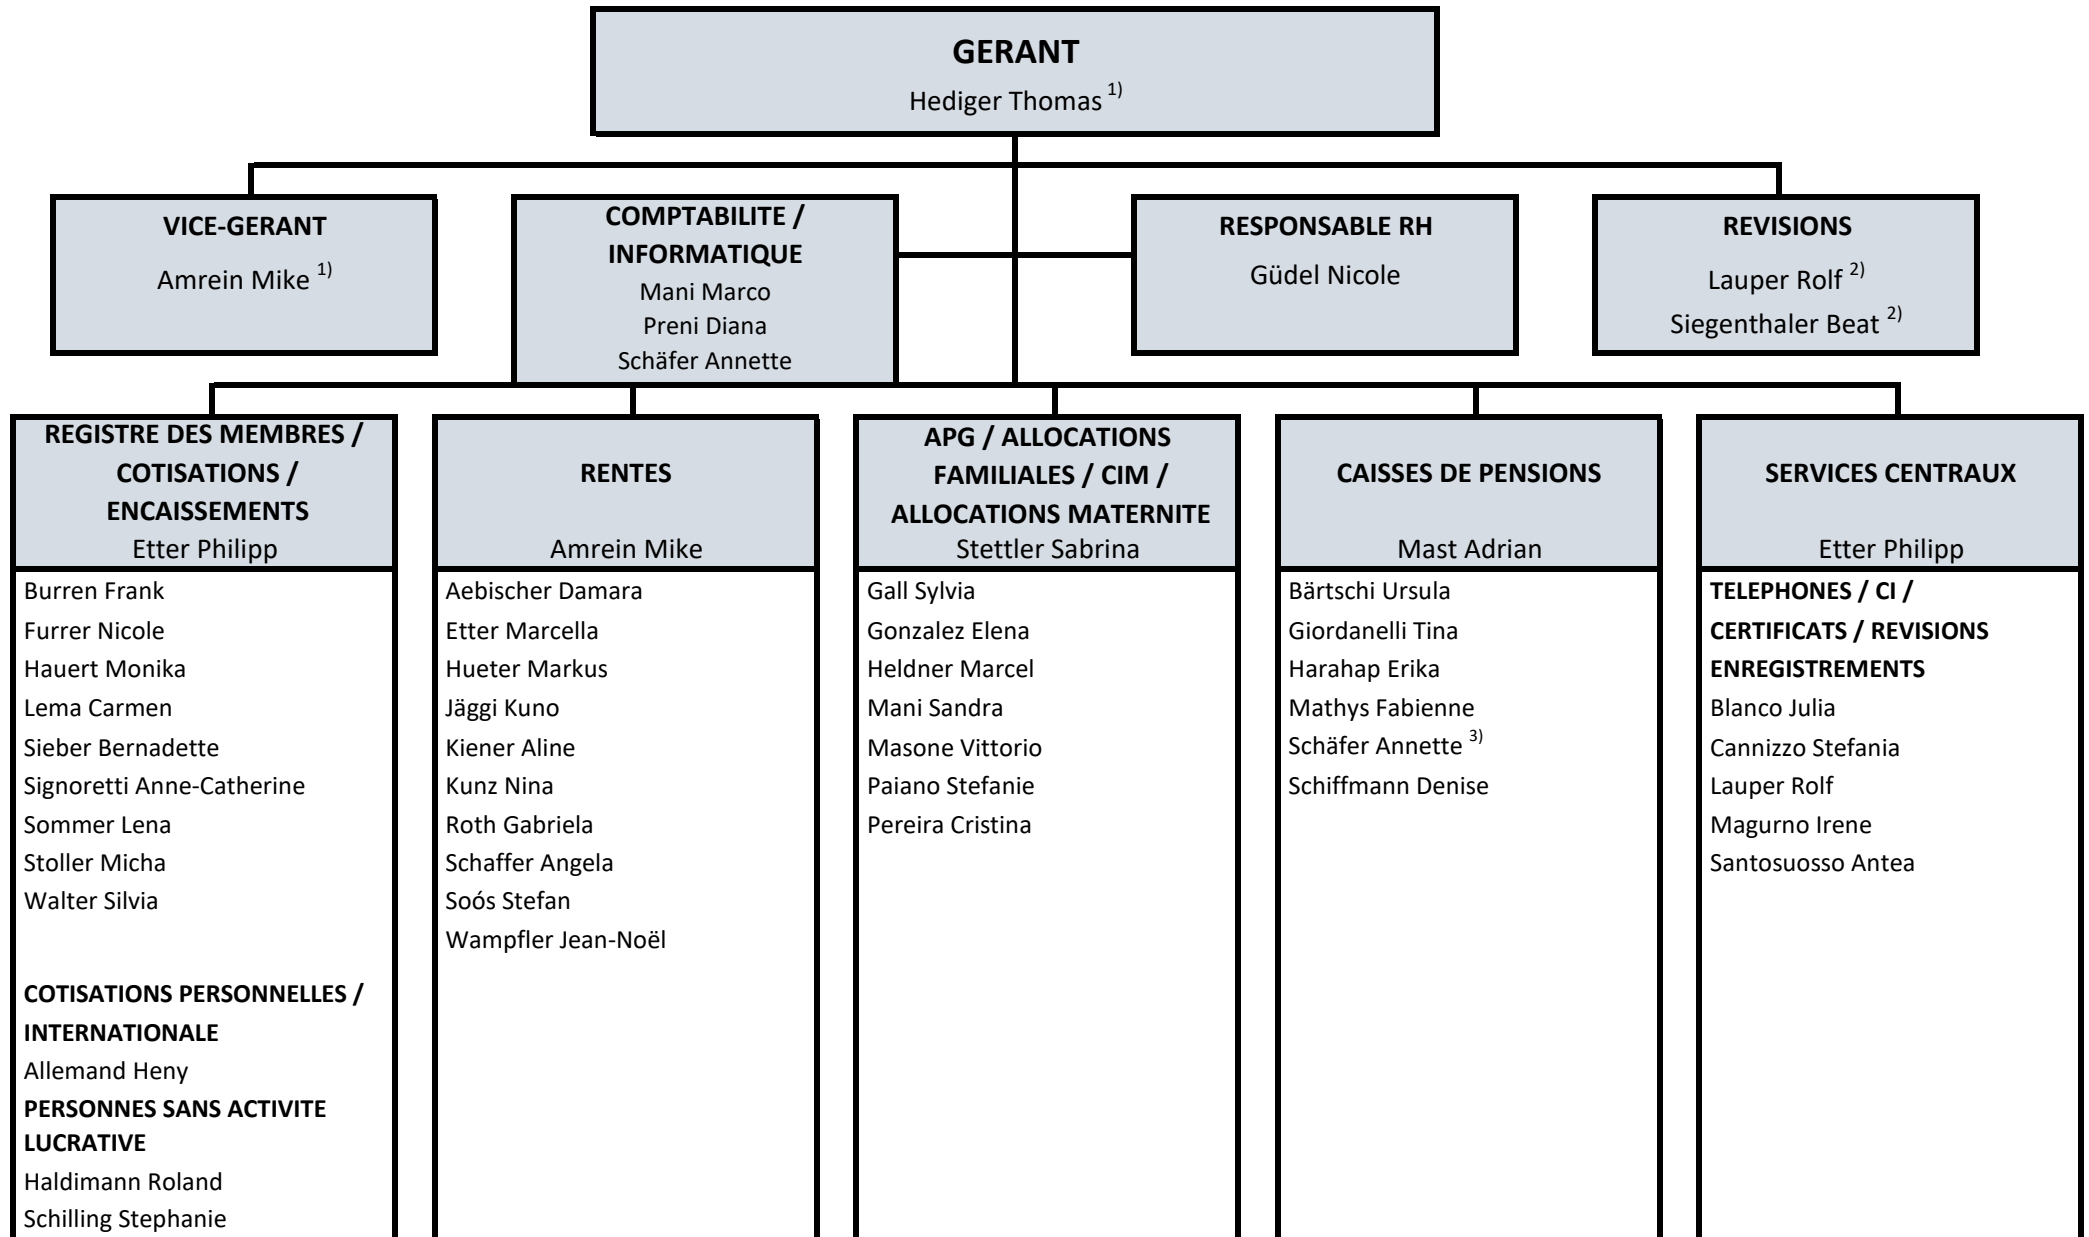 GERANT
Hediger Thomas 1)
VICE-GERANT
Amrein Mike 1)
COMPTABILITE /
INFORMATIQUE
Mani Marco
Preni Diana
Schäfer Annette
RESPONSABLE RH
Güdel Nicole
REVISIONS
Lauper Rolf 2)
Siegenthaler Beat 2)
REGISTRE DES MEMBRES /
COTISATIONS /
ENCAISSEMENTS
Etter Philipp
Burren Frank
Furrer Nicole
Hauert Monika
Lema Carmen
Sieber Bernadette
Signoretti Anne-Catherine
Sommer Lena
Stoller Micha
Walter Silvia
COTISATIONS PERSONNELLES /
INTERNATIONALE
Allemand Heny
PERSONNES SANS ACTIVITE
LUCRATIVE
Haldimann Roland
Schilling Stephanie
RENTES
Amrein Mike
Aebischer Damara
Etter Marcella
Hueter Markus
Jäggi Kuno
Kiener Aline
Kunz Nina
Roth Gabriela
Schaffer Angela
Soós Stefan
Wampfler Jean-Noël
APG / ALLOCATIONS
FAMILIALES / CIM /
ALLOCATIONS MATERNITE
Stettler Sabrina
Gall Sylvia
Gonzalez Elena
Heldner Marcel
Mani Sandra
Masone Vittorio
Paiano Stefanie
Pereira Cristina
CAISSES DE PENSIONS
Mast Adrian
Bärtschi Ursula
Giordanelli Tina
Harahap Erika
Mathys Fabienne
Schäfer Annette 3)
Schiffmann Denise
SERVICES CENTRAUX
Etter Philipp
TELEPHONES / CI /
CERTIFICATS / REVISIONS
ENREGISTREMENTS
Blanco Julia
Cannizzo Stefania
Lauper Rolf
Magurno Irene
Santosuosso Antea